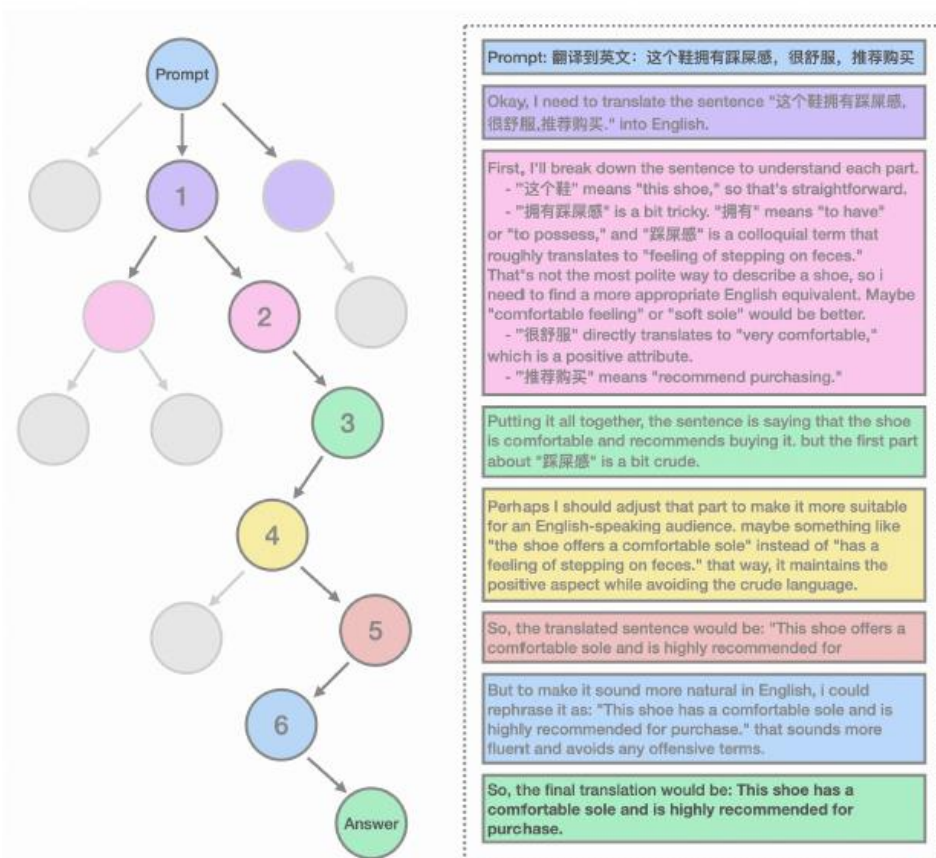 Prompt
1
2
3
4
5
6
Answer
Prompt: 翻译到英文：这个鞋拥有踩屎感，很舒服，推荐购买
Okay, I need to translate the sentence "这个鞋拥有踩屎感,
很舒服,推荐购买." into English.
First, I'll break down the sentence to understand each part.
- "这个鞋" means "this shoe," so that's straightforward.
- "拥有踩屎感" is a bit tricky. "拥有" means "to have"
or "to possess," and "踩屎感" is a colloquial term that
roughly translates to "feeling of stepping on feces."
That's not the most polite way to describe a shoe, so i
need to find a more appropriate English equivalent. Maybe
"comfortable feeling" or "soft sole" would be better.
- "很舒服" directly translates to "very comfortable,"
which is a positive attribute.
- "推荐购买" means "recommend purchasing."
Putting it all together, the sentence is saying that the shoe
is comfortable and recommends buying it. but the first part
about "踩屎感" is a bit crude.
Perhaps I should adjust that part to make it more suitable
for an English-speaking audience. maybe something like
"the shoe offers a comfortable sole" instead of "has a
feeling of stepping on feces." that way, it maintains the
positive aspect while avoiding the crude language.
So, the translated sentence would be: "This shoe offers a
comfortable sole and is highly recommended for
But to make it sound more natural in English, i could
rephrase it as: "This shoe has a comfortable sole and is
highly recommended for purchase." that sounds more
fluent and avoids any offensive terms.
So, the final translation would be: This shoe has a
comfortable sole and is highly recommended for
purchase.